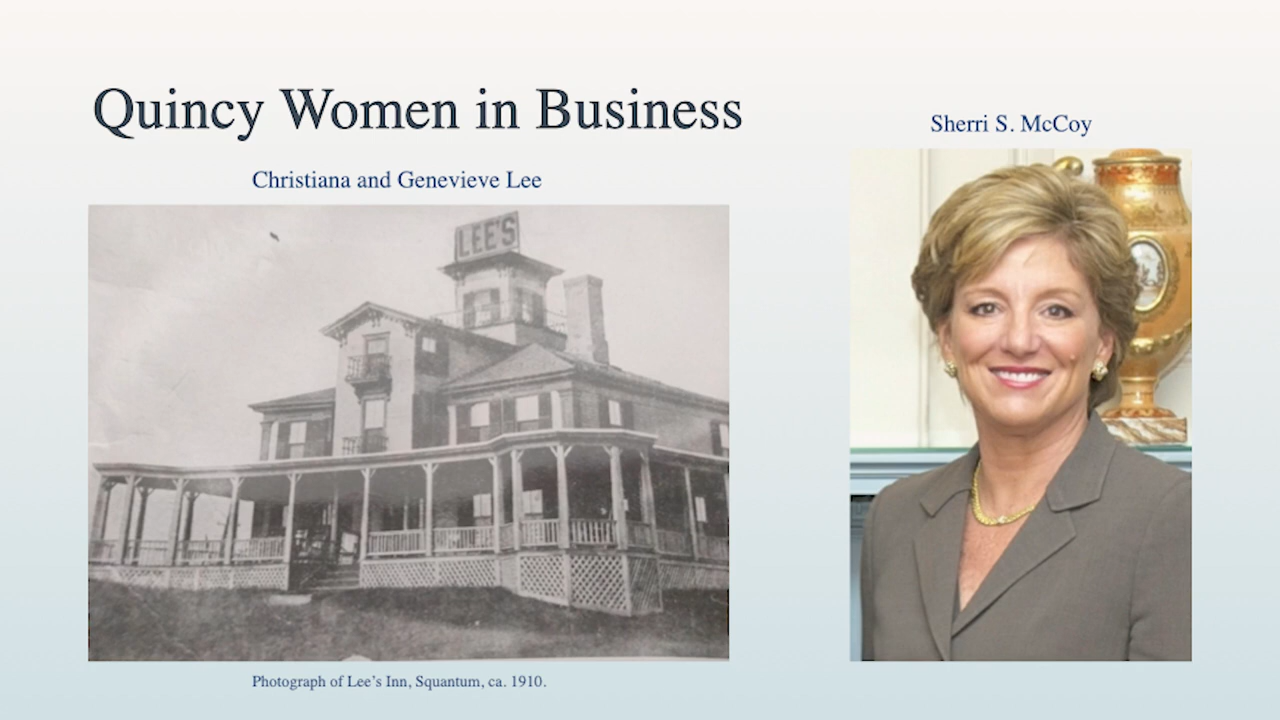 Quincy Women in Business
Sherri S. McCoy
Christiana and Genevieve Lee
LEE'S
Photograph of Lee's Inn, Squantum, ca. 1910.